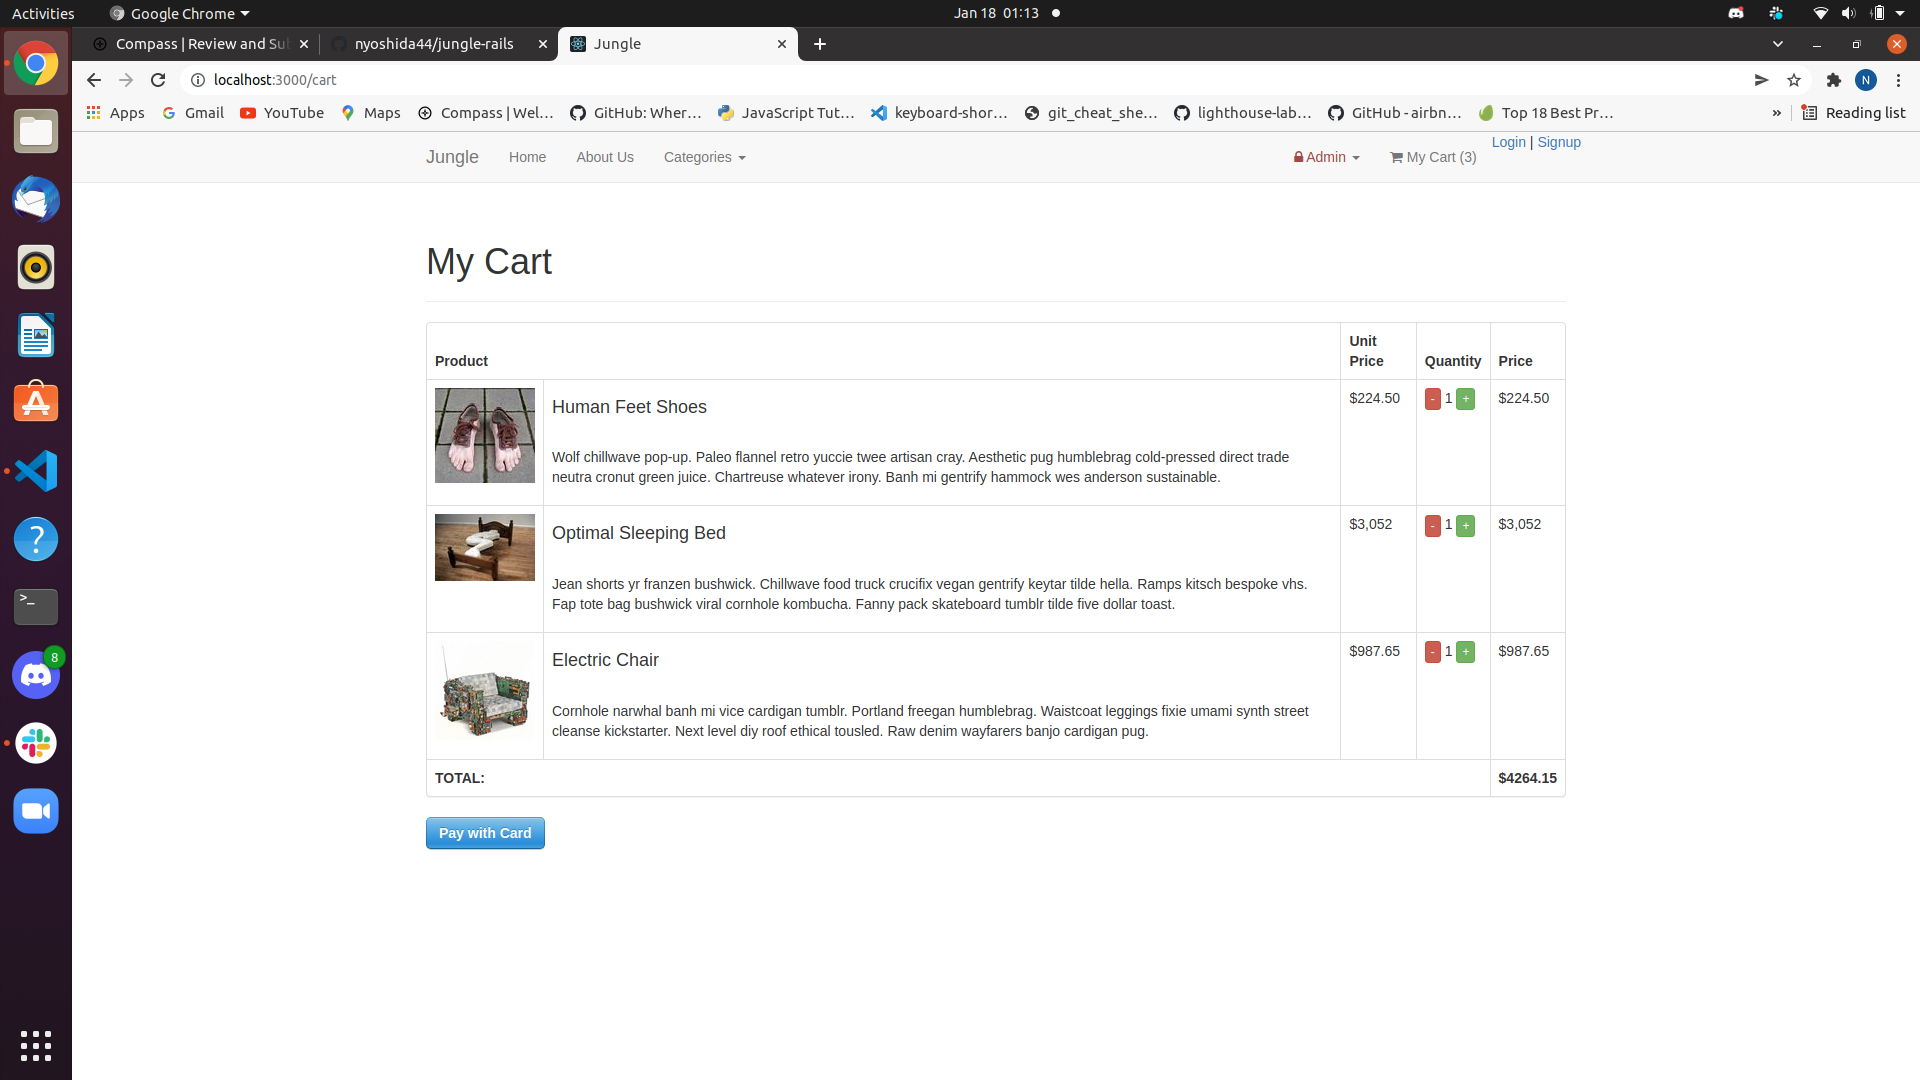 Activities
Google Chrome
Jan 18 01:13
Compass | Review and Su
nyoshida44/jungle-rails
Jungle
localhost:3000/cart
N
Apps
Gmail
YouTube
Maps
Compass | Wel…
GitHub: Wher…
JavaScript Tut…
keyboard-shor…
git_cheat_she…
lighthouse-lab…
GitHub - airbn…
Top 18 Best Pr…
»
Reading list
Jungle
Home
About Us
Categories
Admin
My Cart (3)
Login | Signup
My Cart
Product
Unit Price
Quantity
Price
Human Feet Shoes
$224.50
- 1 +
$224.50
Wolf chillwave pop-up. Paleo flannel retro yuccie twee artisan cray. Aesthetic pug humblebrag cold-pressed direct trade
neutra cronut green juice. Chartreuse whatever irony. Banh mi gentrify hammock wes anderson sustainable.
Optimal Sleeping Bed
$3,052
- 1 +
$3,052
Jean shorts yr franzen bushwick. Chillwave food truck crucifix vegan gentrify keytar tilde hella. Ramps kitsch bespoke vhs.
Fap tote bag bushwick viral cornhole kombucha. Fanny pack skateboard tumblr tilde five dollar toast.
Electric Chair
$987.65
- 1 +
$987.65
Cornhole narwhal banh mi vice cardigan tumblr. Portland freegan humblebrag. Waistcoat leggings fixie umami synth street
cleanse kickstarter. Next level diy roof ethical tousled. Raw denim wayfarers banjo cardigan pug.
TOTAL:
$4264.15
Pay with Card
8